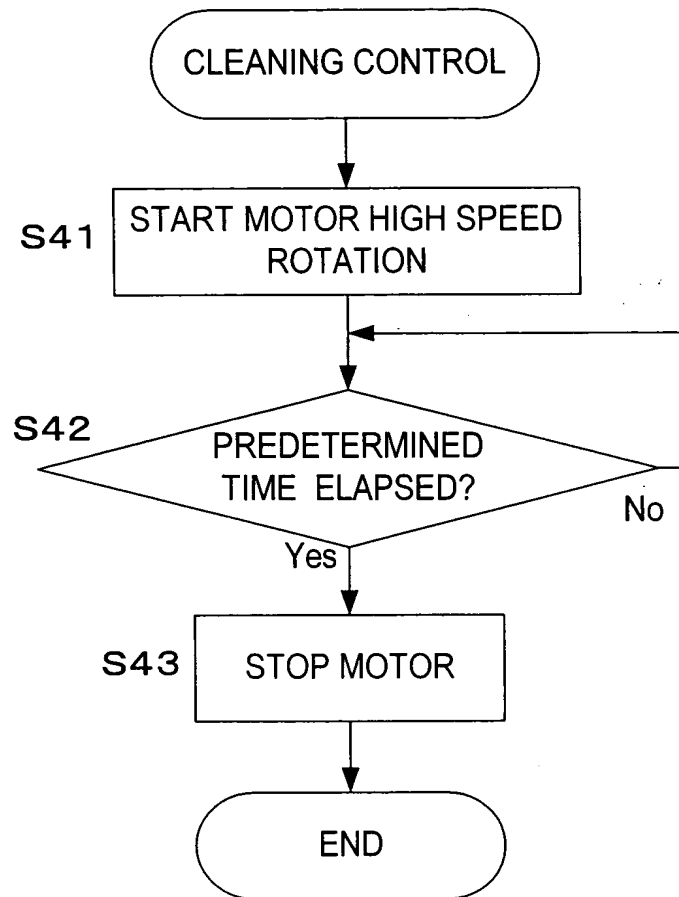 CLEANING CONTROL
S41
START MOTOR HIGH SPEED
ROTATION
S42
PREDETERMINED
TIME ELAPSED?
No
Yes
S43
STOP MOTOR
END